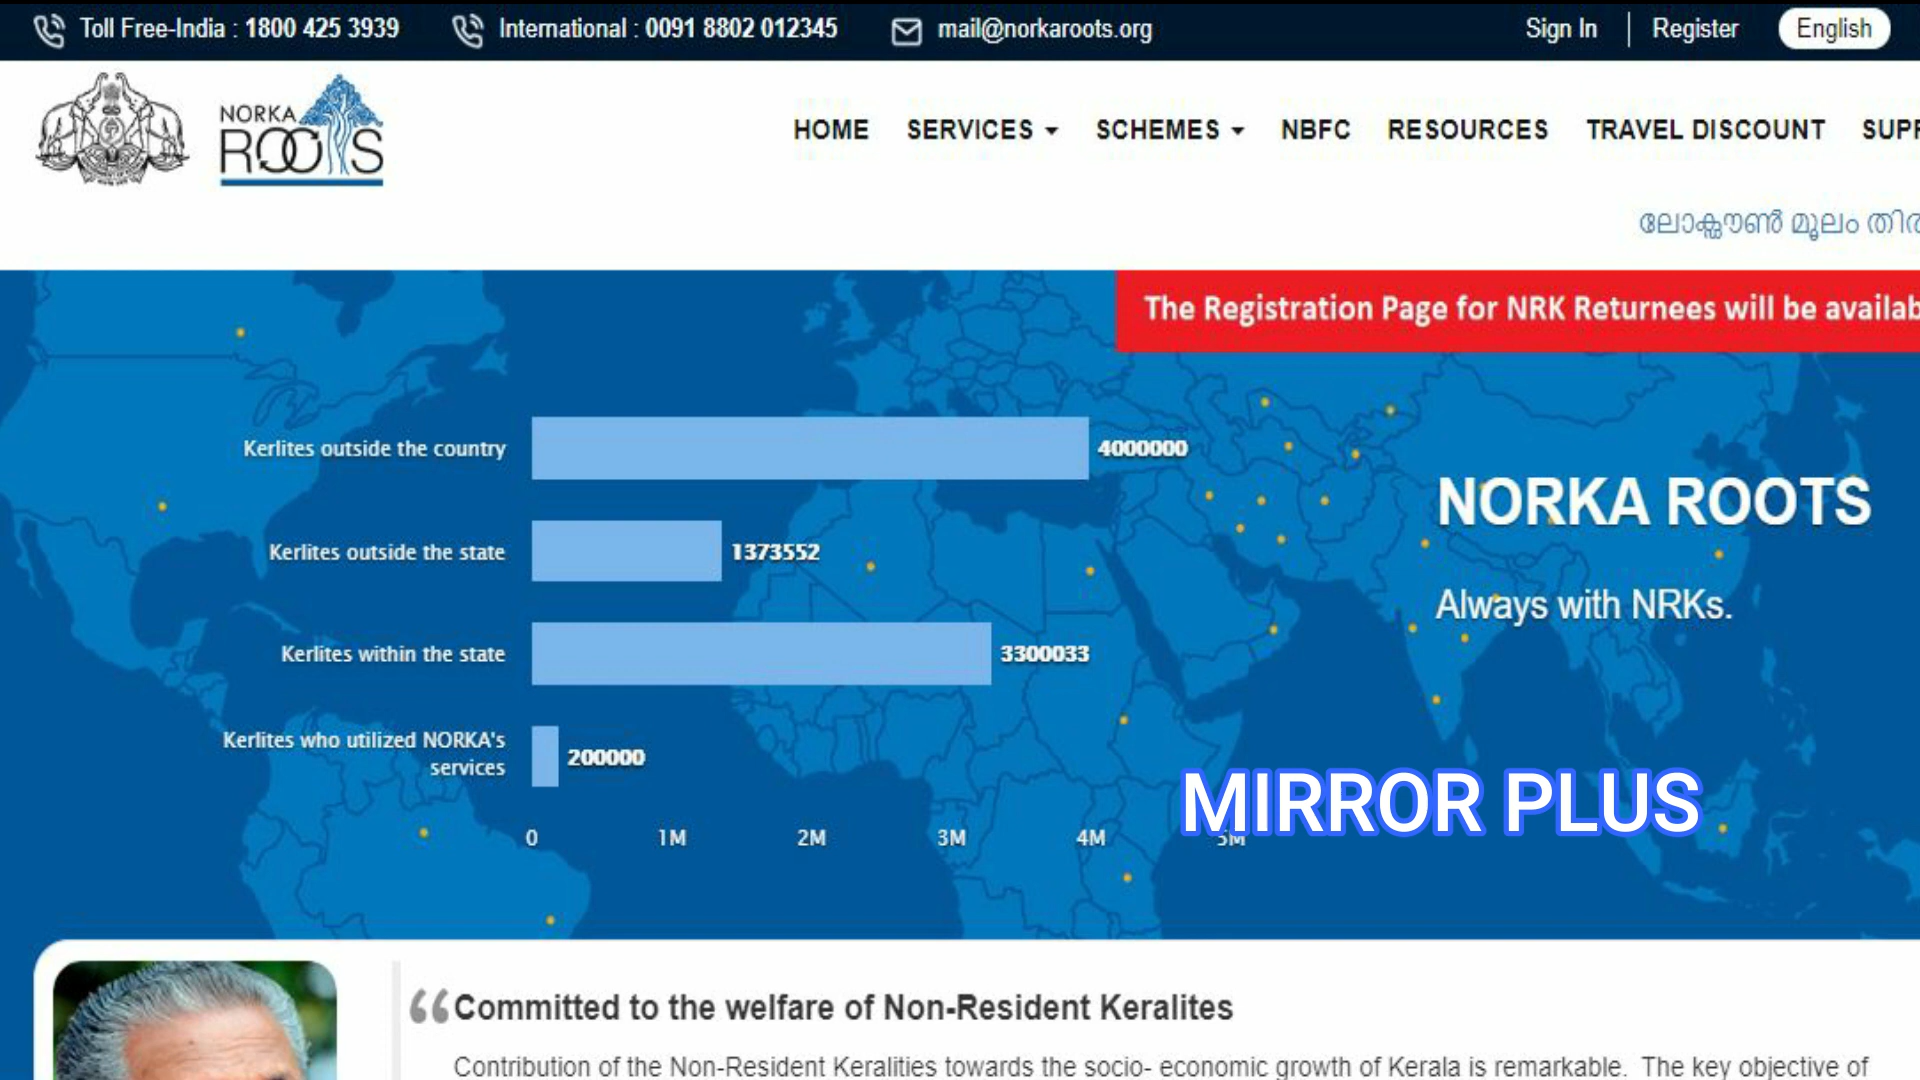 Toll Free-India : 1800 425 3939
International : 0091 8802 012345
mail@norkaroots.org
Sign In
Register
English
NORKA
ROOTS
HOME
SERVICES
SCHEMES
NBFC
RESOURCES
TRAVEL DISCOUNT
SUPP
ലോക്ഡൗൺ മൂലം തിര
The Registration Page for NRK Returnees will be availab
Kerlites outside the country
4000000
Kerlites outside the state
1373552
Kerlites within the state
3300033
Kerlites who utilized NORKA's
services
200000
0 1M 2M 3M 4M 5M
NORKA ROOTS
Always with NRKs.
MIRROR PLUS
“Committed to the welfare of Non-Resident Keralites
Contribution of the Non-Resident Keralities towards the socio- economic growth of Kerala is remarkable. The key objective of